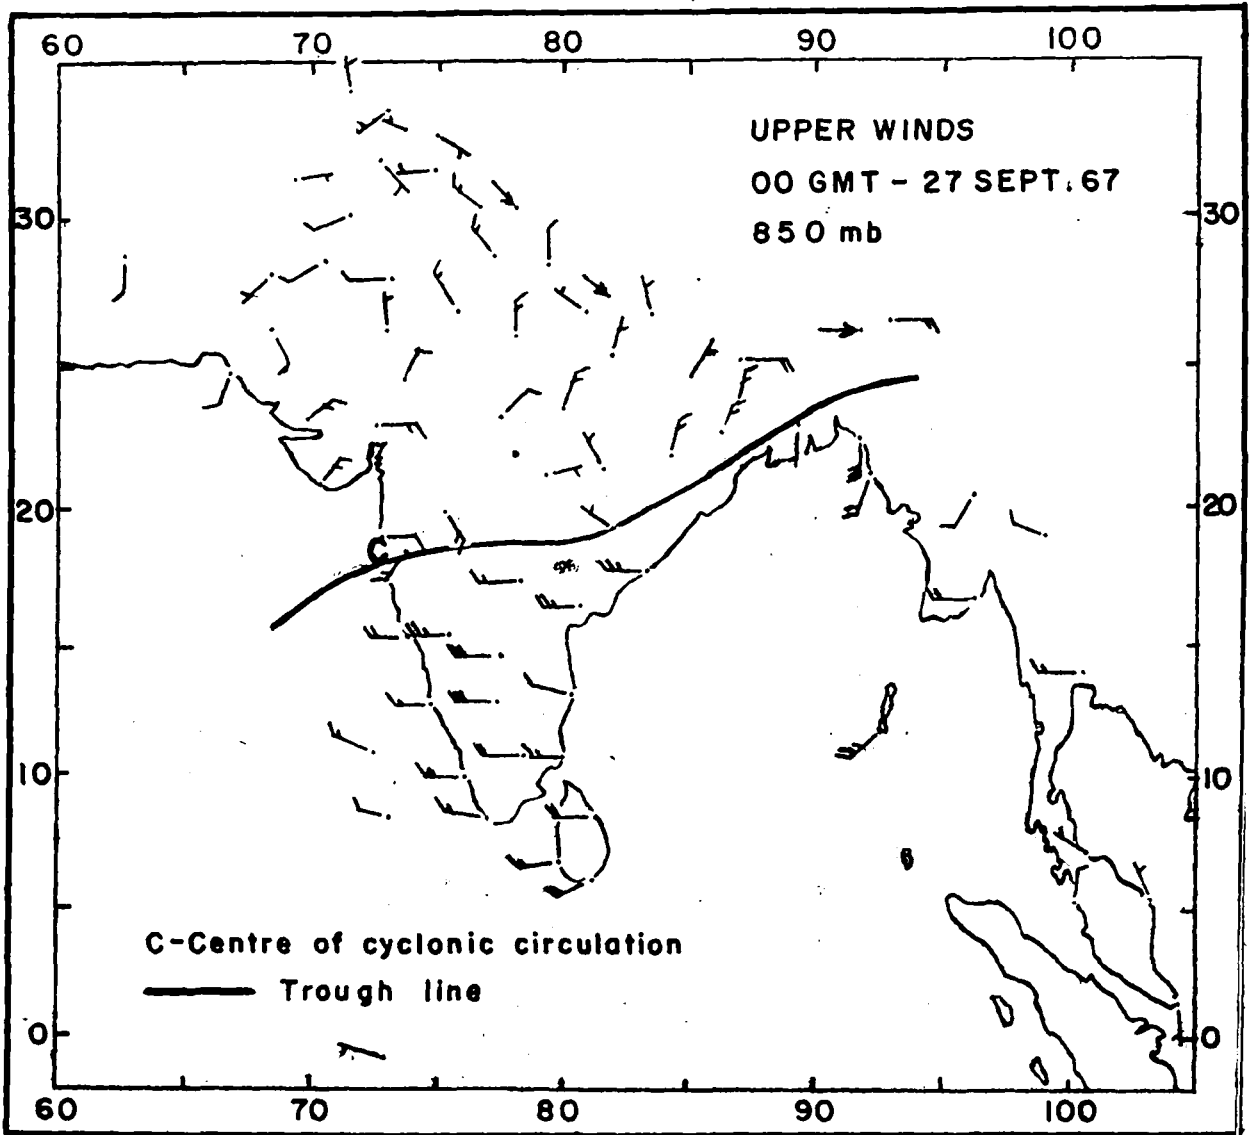 60 70 80 90 100
UPPER WINDS
00 GMT - 27 SEPT. 67
850 mb
30 30
20 20
C
10 10
C-Centre of cyclonic circulation
Trough line
0 0
60 70 80 90 100